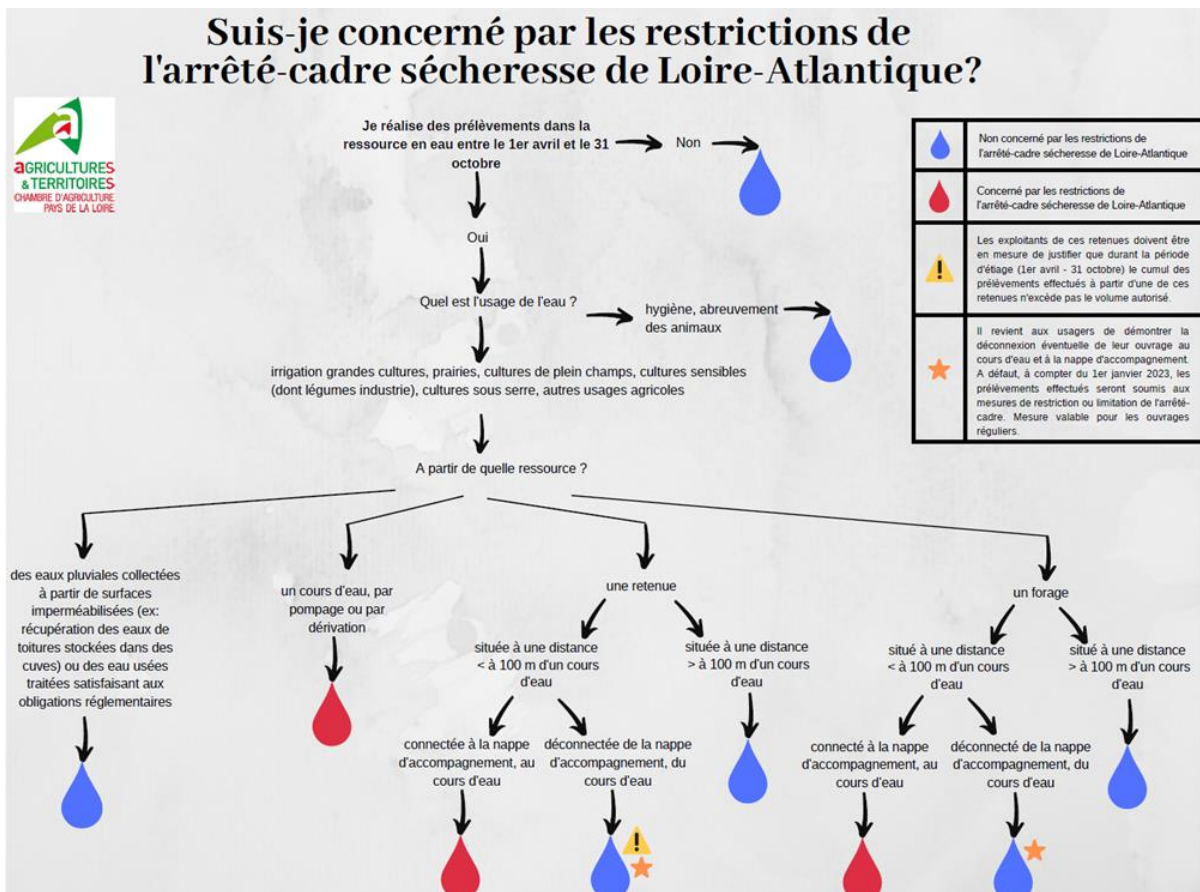 Suis-je concerné par les restrictions de
l'arrêté-cadre sécheresse de Loire-Atlantique?
aGRICULTURES
& TERRITOIRES
CHAMBRE D'AGRICULTURE
PAYS DE LA LOIRE
Je réalise des prélèvements dans la
ressource en eau entre le 1er avril et le 31
octobre
Non
Oui
Quel est l'usage de l'eau ?
hygiène, abreuvement
des animaux
irrigation grandes cultures, prairies, cultures de plein champs, cultures sensibles
(dont légumes industrie), cultures sous serre, autres usages agricoles
A partir de quelle ressource ?
Non concerné par les restrictions de
l'arrêté-cadre sécheresse de Loire-Atlantique
Concerné par les restrictions de
l'arrêté-cadre sécheresse de Loire-Atlantique
Les exploitants de ces retenues doivent être
en mesure de justifier que durant la période
d'étiage (1er avril - 31 octobre) le cumul des
prélèvements effectués à partir d'une de ces
retenues n'excède pas le volume autorisé.
Il revient aux usagers de démontrer la
déconnexion éventuelle de leur ouvrage au
cours d'eau et à la nappe d'accompagnement.
A défaut, à compter du 1er janvier 2023, les
prélèvements effectués seront soumis aux
mesures de restriction ou limitation de l'arrêté-
cadre. Mesure valable pour les ouvrages
réguliers.
des eaux pluviales collectées
à partir de surfaces
imperméabilisées (ex:
récupération des eaux de
toitures stockées dans des
cuves) ou des eau usées
traitées satisfaisant aux
obligations réglementaires
un cours d'eau, par
pompage ou par
dérivation
une retenue
située à une distance
< à 100 m d'un cours
d'eau
située à une distance
> à 100 m d'un cours
d'eau
connectée à la nappe
d'accompagnement, au
cours d'eau
déconnectée de la nappe
d'accompagnement, du
cours d'eau
un forage
situé à une distance
< à 100 m d'un cours
d'eau
situé à une distance
> à 100 m d'un cours
d'eau
connecté à la nappe
d'accompagnement, au
cours d'eau
déconnecté de la nappe
d'accompagnement, du
cours d'eau